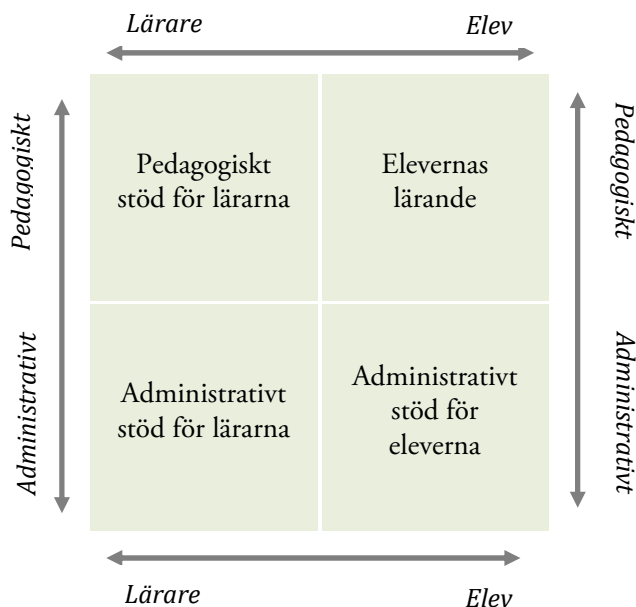 Lärare
Elev
Pedagogiskt
Pedagogiskt
stöd för lärarna
Elevernas
lärande
Pedagogiskt
Administrativt
Administrativt
stöd för lärarna
Administrativt
stöd för
eleverna
Administrativt
Lärare
Elev